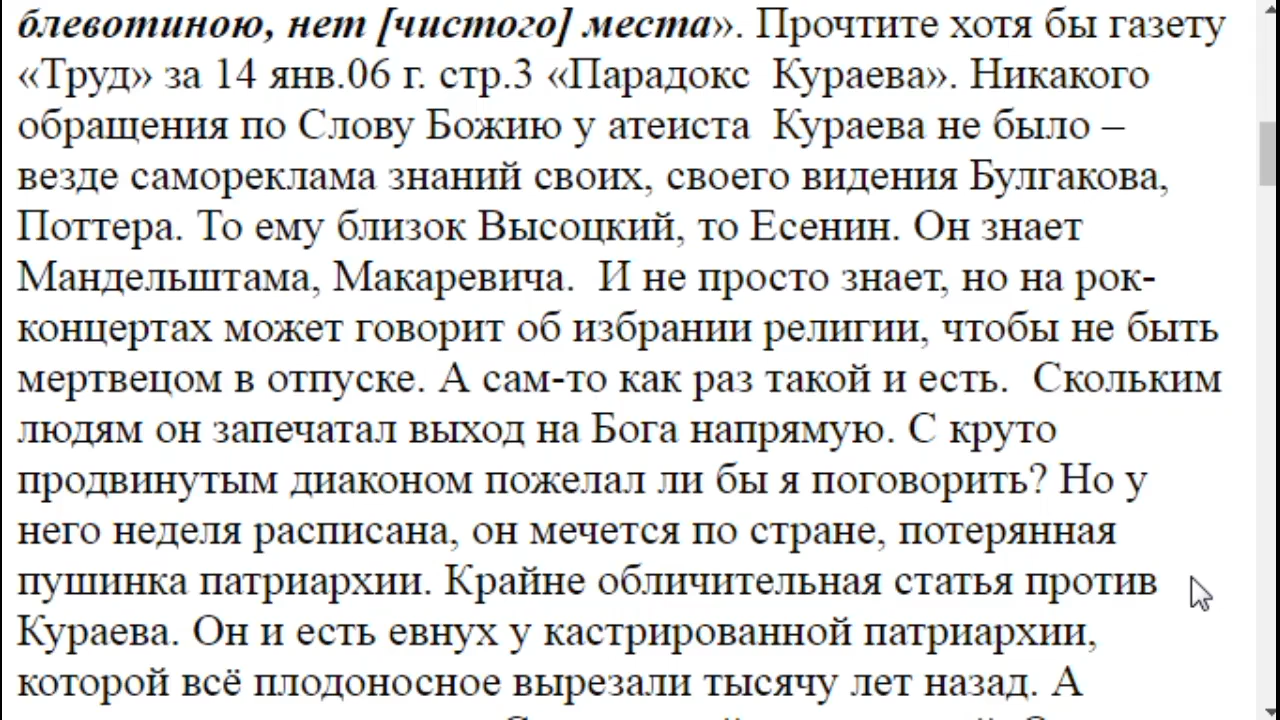 блевотиною, нет [чистого] места». Прочтите хотя бы газету
«Труд» за 14 янв.06 г. стр.3 «Парадокс  Кураева». Никакого
обращения по Слову Божию у атеиста  Кураева не было –
везде самореклама знаний своих, своего видения Булгакова,
Поттера. То ему близок Высоцкий, то Есенин. Он знает
Мандельштама, Макаревича.  И не просто знает, но на рок-
концертах может говорит об избрании религии, чтобы не быть
мертвецом в отпуске. А сам-то как раз такой и есть.  Скольким
людям он запечатал выход на Бога напрямую. С круто
продвинутым диаконом пожелал ли бы я поговорить? Но у
него неделя расписана, он мечется по стране, потерянная
пушинка патриархии. Крайне обличительная статья против
Кураева. Он и есть евнух у кастрированной патриархии,
которой всё плодоносное вырезали тысячу лет назад. А